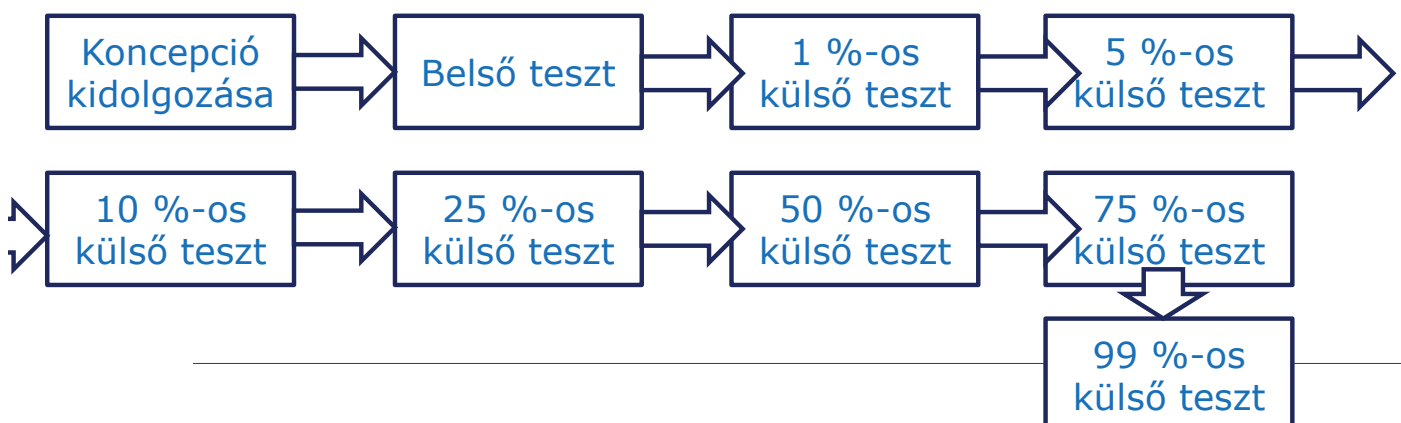 Koncepció
kidolgozása
Belső teszt
1 %-os
külső teszt
5 %-os
külső teszt
10 %-os
külső teszt
25 %-os
külső teszt
50 %-os
külső teszt
75 %-os
külső teszt
99 %-os
külső teszt